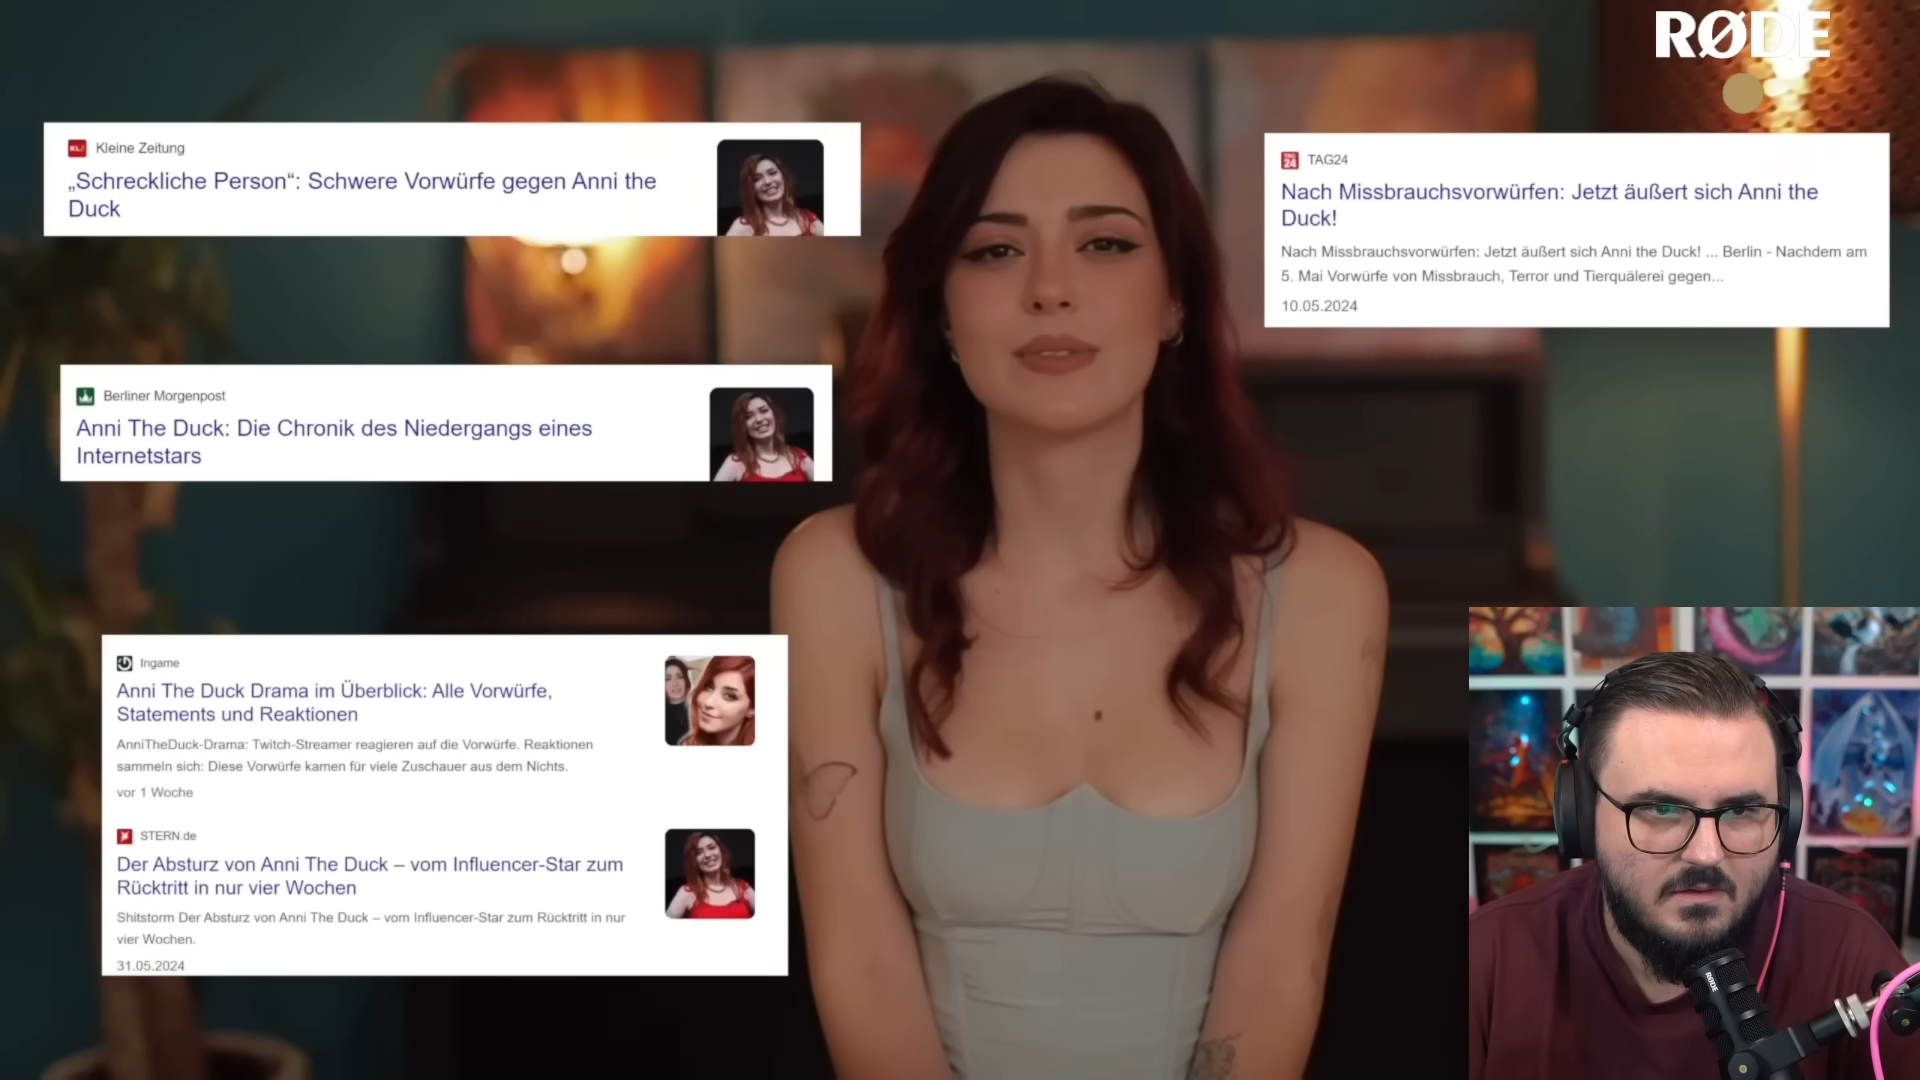 RØDE
Kleine Zeitung
„Schreckliche Person“: Schwere Vorwürfe gegen Anni the
Duck
TAG24
Nach Missbrauchsvorwürfen: Jetzt äußert sich Anni the
Duck!
Nach Missbrauchsvorwürfen: Jetzt äußert sich Anni the Duck! ... Berlin - Nachdem am
5. Mai Vorwürfe von Missbrauch, Terror und Tierquälerei gegen...
10.05.2024
Berliner Morgenpost
Anni The Duck: Die Chronik des Niedergangs eines
Internetstars
Ingame
Anni The Duck Drama im Überblick: Alle Vorwürfe,
Statements und Reaktionen
AnniTheDuck-Drama: Twitch-Streamer reagieren auf die Vorwürfe. Reaktionen
sammeln sich: Diese Vorwürfe kamen für viele Zuschauer aus dem Nichts.
vor 1 Woche
STERN.de
Der Absturz von Anni The Duck – vom Influencer-Star zum
Rücktritt in nur vier Wochen
Shitstorm Der Absturz von Anni The Duck – vom Influencer-Star zum Rücktritt in nur
vier Wochen.
31.05.2024
RØDE